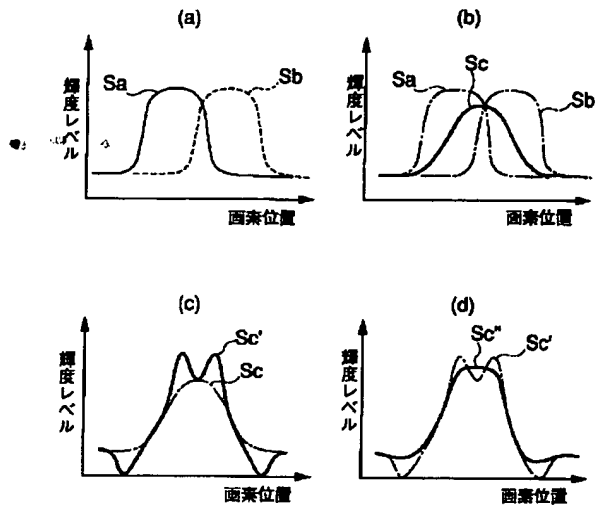 (a)
輝度レベル
Sa
Sb
画素位置
(b)
輝度レベル
Sa
Sc
Sb
画素位置
(c)
輝度レベル
Sc'
Sc
画素位置
(d)
輝度レベル
Sc"
Sc'
画素位置